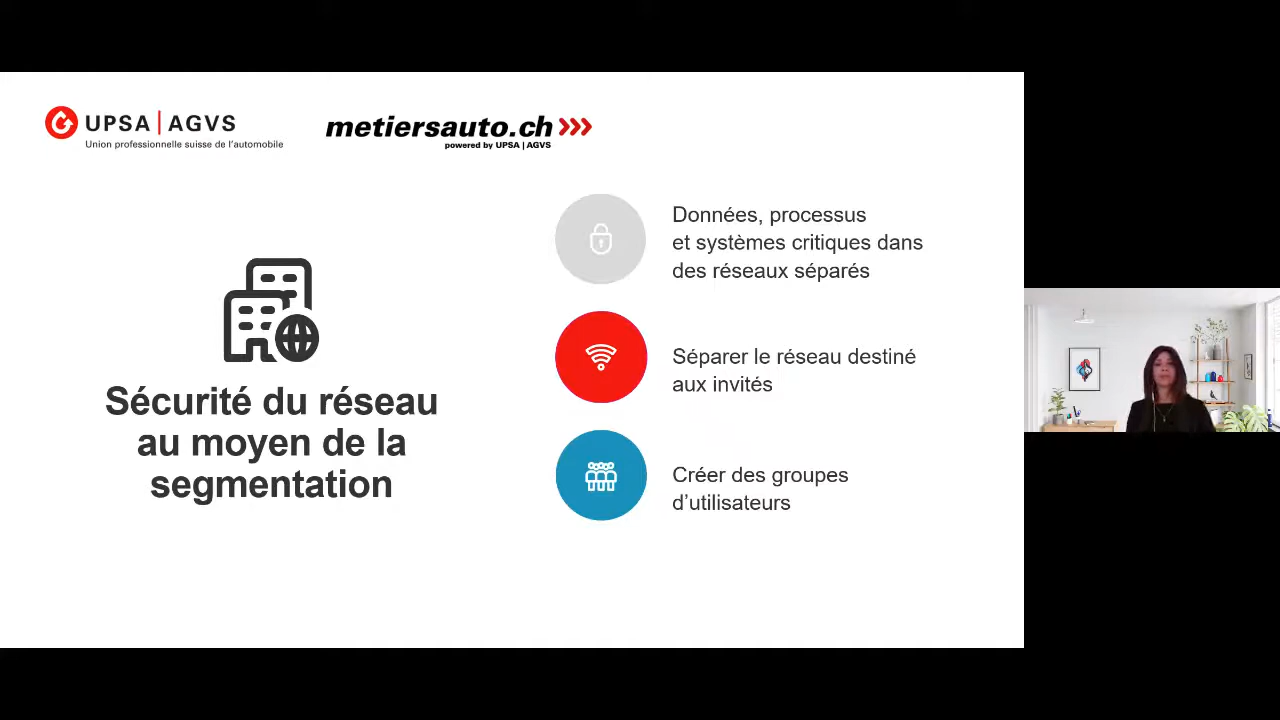 UPSA | AGVS
Union professionnelle suisse de l'automobile
metiersauto.ch
powered by UPSA | AGVS
Sécurité du réseau
au moyen de la
segmentation
Données, processus
et systèmes critiques dans
des réseaux séparés
Séparer le réseau destiné
aux invités
Créer des groupes
d’utilisateurs